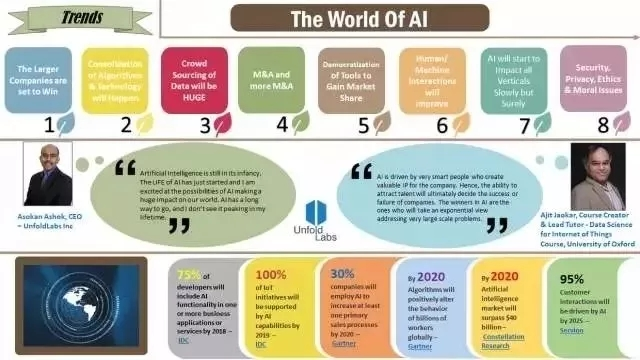 Trends
The World Of AI
The Larger
Companies are
set to Win
Consolidation
of Algorithms &
Technology
will Happen
Crowd
Sourcing of
Data will be
HUGE
M&A and
more M&A
Democratisation
of Tools to
Gain Market
Share
Human/
Machine
Interactions
will
improve
AI will start to
Impact all
Verticals
Slowly but
Surely
Security,
Privacy, Ethics
& Moral Issues
1
2
3
4
5
6
7
8
Asokan Ashok, CEO
– UnfoldLabs Inc
“
Artificial Intelligence is still in its infancy.
The LIFE of AI has just started and I am
excited at the possibilities of AI making a
huge impact on our world. AI has a long
way to go, and I don't see it peaking in my
lifetime.
”
Unfold
Labs
“
AI is driven by very smart people who create
valuable IP for the company. Hence, the ability to
attract talent will ultimately decide the success or
failure of companies. The winners in AI are the
ones who will take an exponential view
addressing very large scale problems.
”
Ajit Jaokar, Course Creator
& Lead Tutor - Data Science
for Internet of Things
Course, University of Oxford
75% of
developers will
include AI
functionality in one
or more business
applications or
services by 2018 –
IDC
100%
of IoT
initiatives will
be supported
by AI
capabilities by
2019 –
IDC
30%
companies will
employ AI to
increase at least
one primary
sales processes
by 2020 –
Gartner
By 2020
Algorithms will
positively alter
the behavior
of billions of
workers
globally –
Gartner
By 2020
Artificial
intelligence
market will
surpass $40
billion –
Constellation
Research
95%
Customer
interactions will
be driven by AI
by 2025 –
Servion